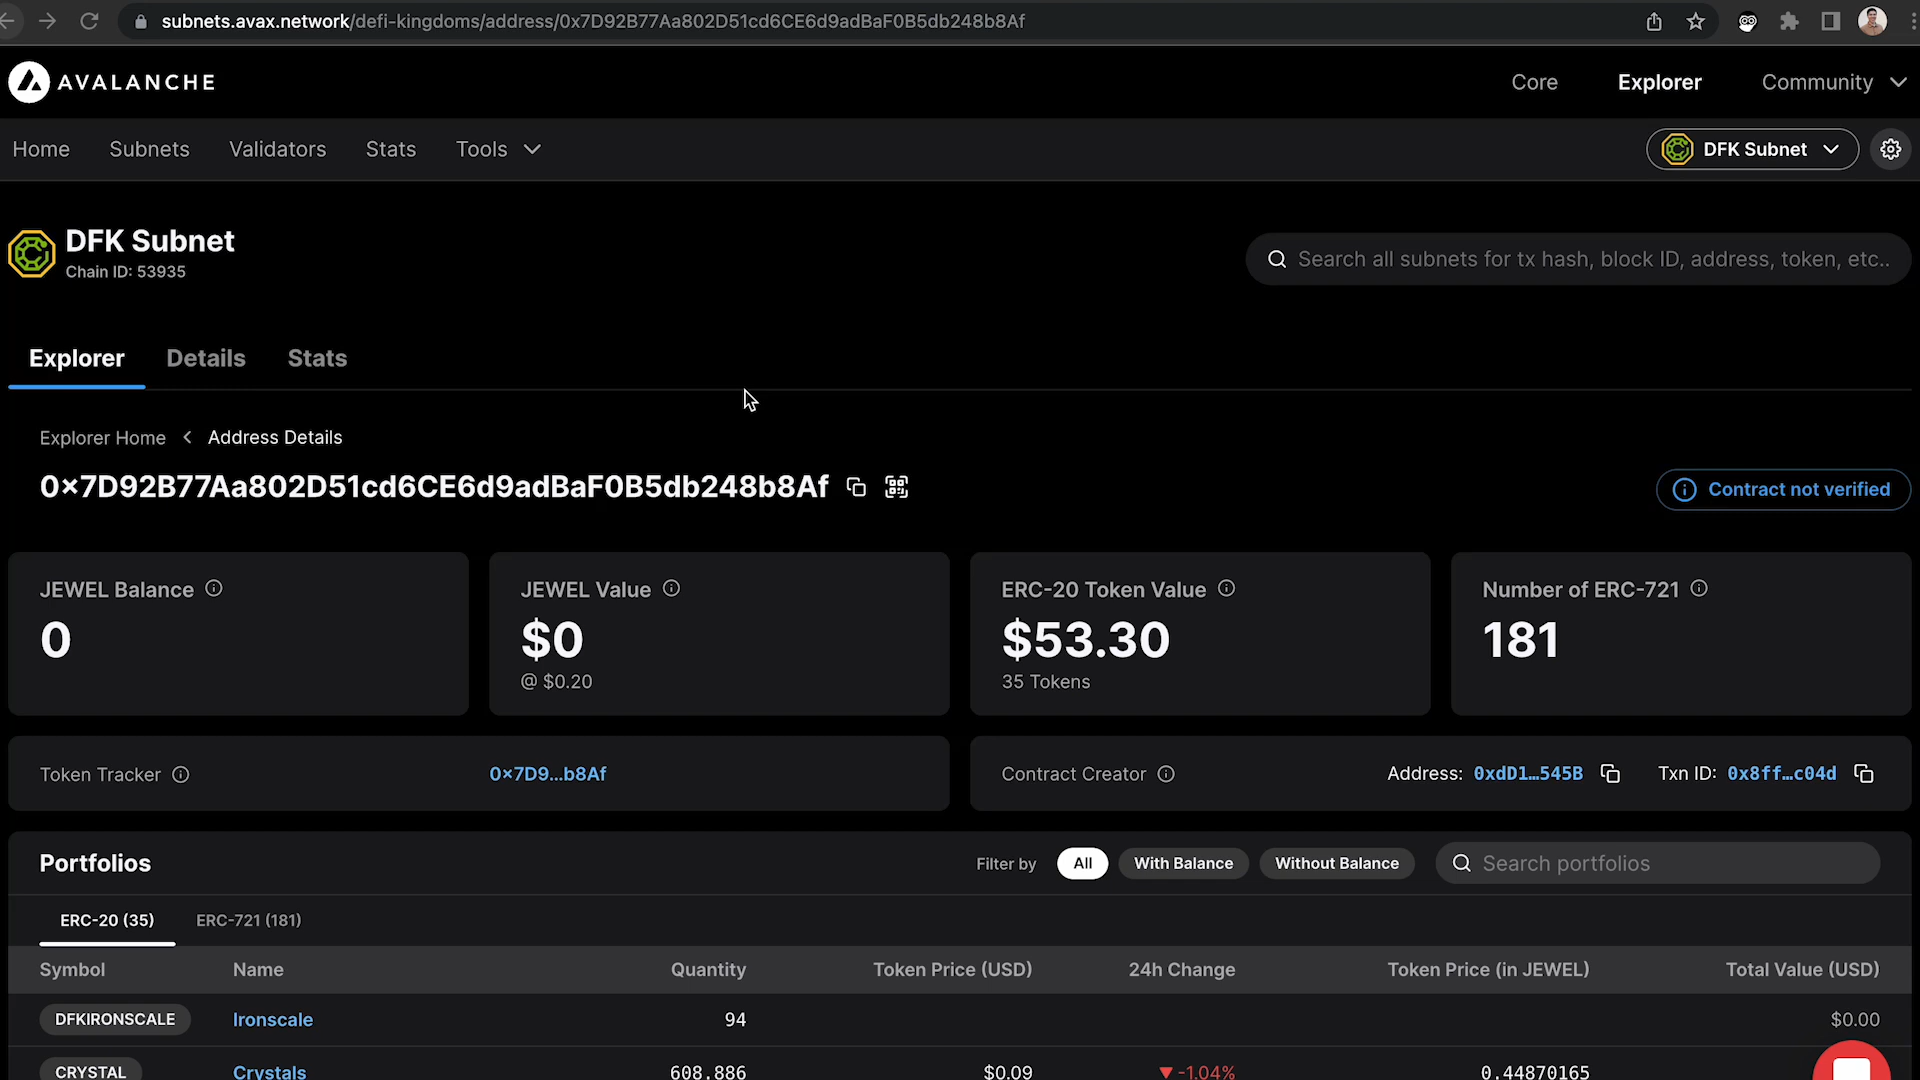 subnets.avax.network/defi-kingdoms/address/0x7D92B77Aa802D51cd6CE6d9adBaF0B5db248b8Af
AVALANCHE
Core Explorer Community
Home Subnets Validators Stats Tools
DFK Subnet
DFK Subnet
Chain ID: 53935
Search all subnets for tx hash, block ID, address, token, etc..
Explorer Details Stats
Explorer Home < Address Details
0x7D92B77Aa802D51cd6CE6d9adBaF0B5db248b8Af
Contract not verified
JEWEL Balance
0
JEWEL Value
$0
@ $0.20
ERC-20 Token Value
$53.30
35 Tokens
Number of ERC-721
181
Token Tracker 0x7D9...b8Af
Contract Creator Address: 0xdD1…545B Txn ID: 0x8ff…c04d
Portfolios Filter by All With Balance Without Balance Search portfolios
ERC-20 (35) ERC-721 (181)
Symbol Name Quantity Token Price (USD) 24h Change Token Price (in JEWEL) Total Value (USD)
DFKIRONSCALE Ironscale 94 $0.00
CRYSTAL Crystals 608.886 $0.09 ▼ -1.04% 0.44870165